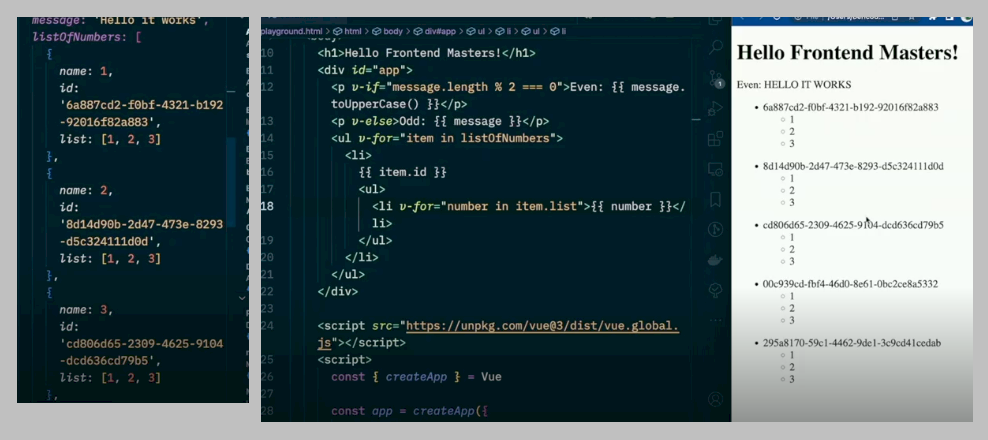 message: 'Hello it works',
listOfNumbers: [
{
name: 1,
id:
'6a887cd2-f0bf-4321-b192
-92016f82a883',
list: [1, 2, 3]
},
{
name: 2,
id:
'8d14d90b-2d47-473e-8293
-d5c324111d0d',
list: [1, 2, 3]
},
{
name: 3,
id:
'cd806d65-2309-4625-9104
-dcd636cd79b5',
list: [1, 2, 3]
},
playground.html > html > body > div#app > ul > li > ul > li
10 <h1>Hello Frontend Masters!</h1>
11 <div id="app">
12 <p v-if="message.length % 2 === 0">Even: {{ message.
toUpperCase() }}</p>
13 <p v-else>Odd: {{ message }}</p>
14 <ul v-for="item in listOfNumbers">
15 <li>
16 {{ item.id }}
17 <ul>
18 <li v-for="number in item.list">{{ number }}</
li>
19 </ul>
20 </li>
21 </ul>
22 </div>
23
24 <script src="https://unpkg.com/vue@3/dist/vue.global.
js"></script>
25 <script>
26 const { createApp } = Vue
27
28 const app = createApp({
1
Hello Frontend Masters!
Even: HELLO IT WORKS
• 6a887cd2-f0bf-4321-b192-92016f82a883
○ 1
○ 2
○ 3
• 8d14d90b-2d47-473e-8293-d5c324111d0d
○ 1
○ 2
○ 3
• cd806d65-2309-4625-9104-dcd636cd79b5
○ 1
○ 2
○ 3
• 00c939cd-fbf4-46d0-8e61-0bc2ce8a5332
○ 1
○ 2
○ 3
• 295a8170-59c1-4462-9de1-3c9cd41cedab
○ 1
○ 2
○ 3